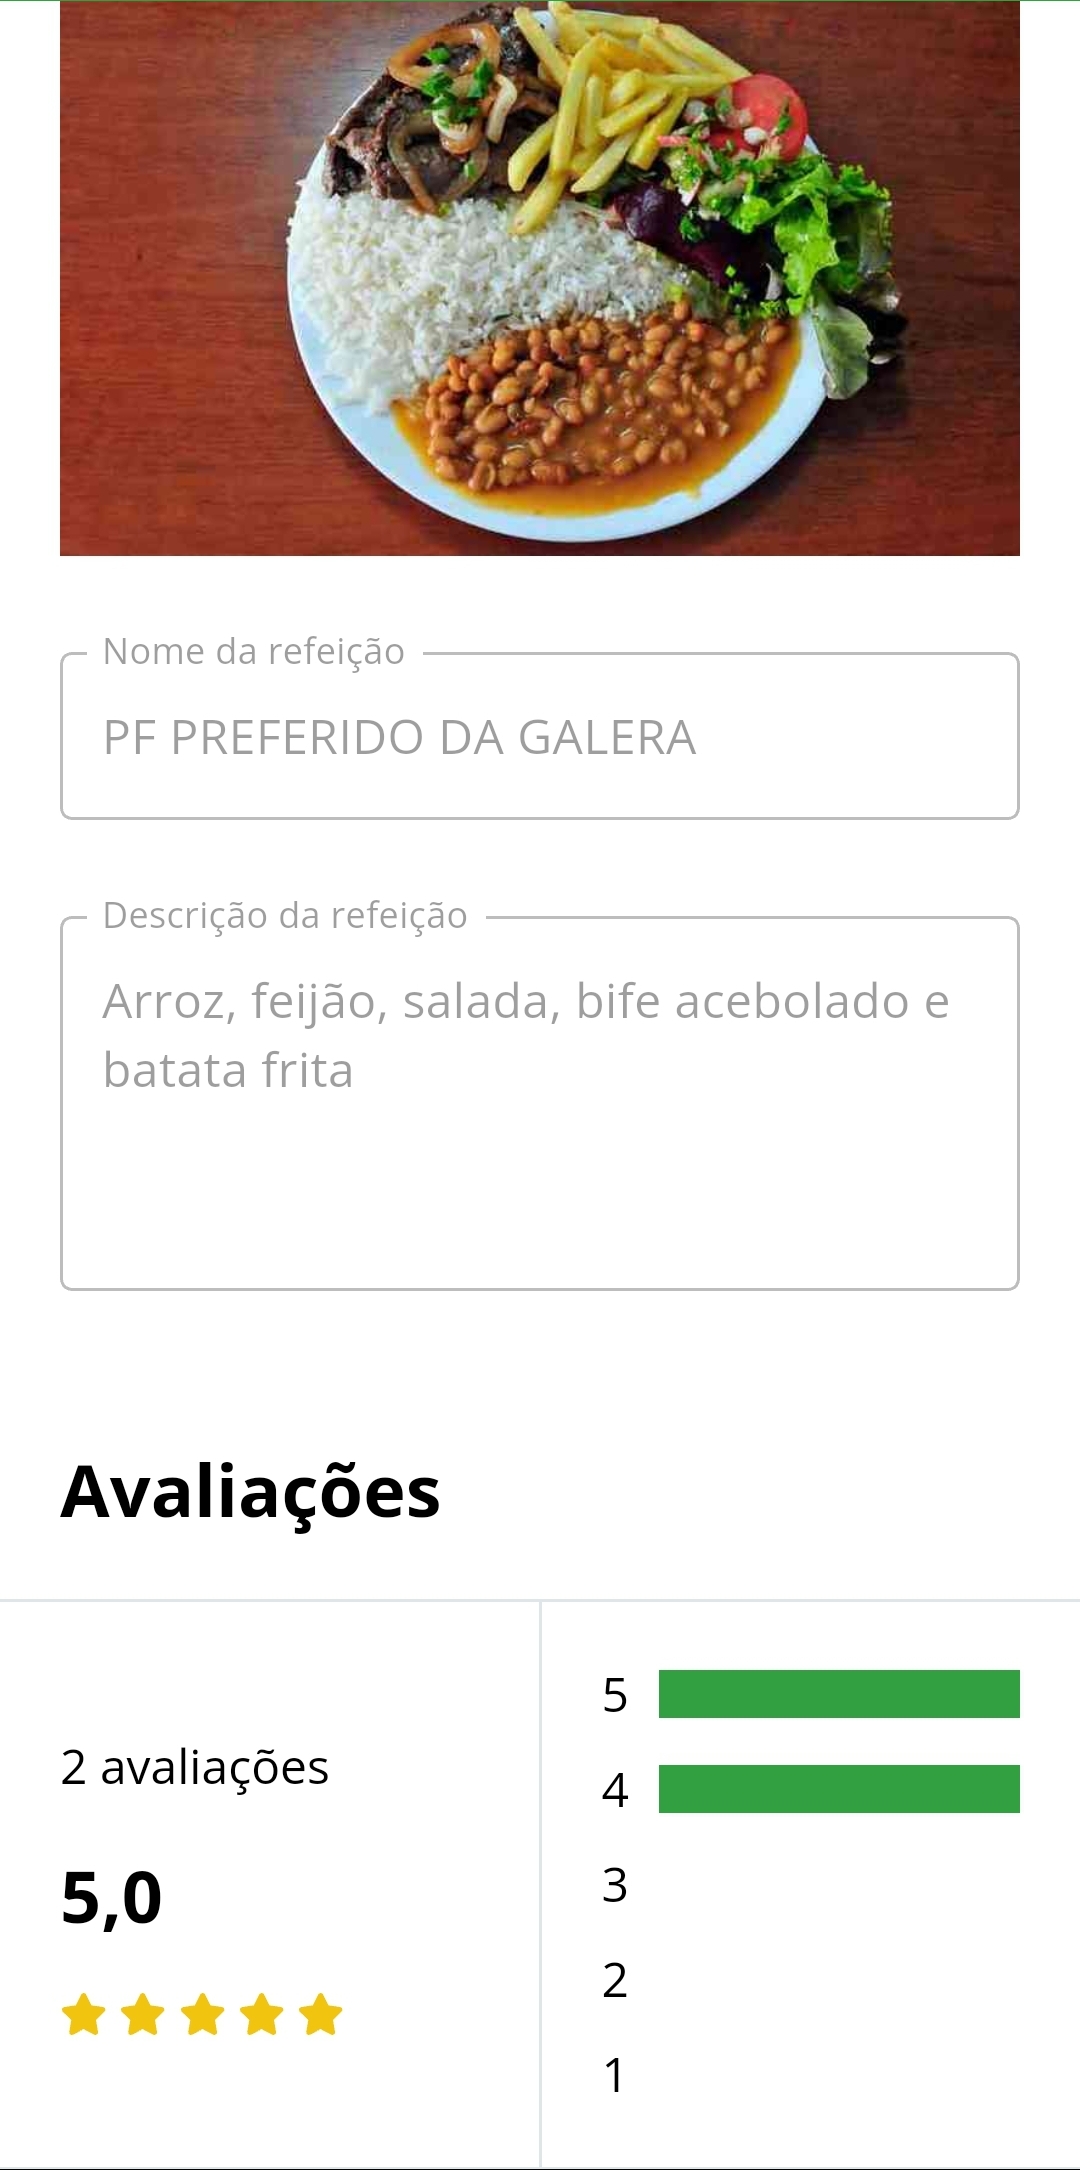 Nome da refeição
PF PREFERIDO DA GALERA
Descrição da refeição
Arroz, feijão, salada, bife acebolado e
batata frita
Avaliações
2 avaliações
5,0
5
4
3
2
1